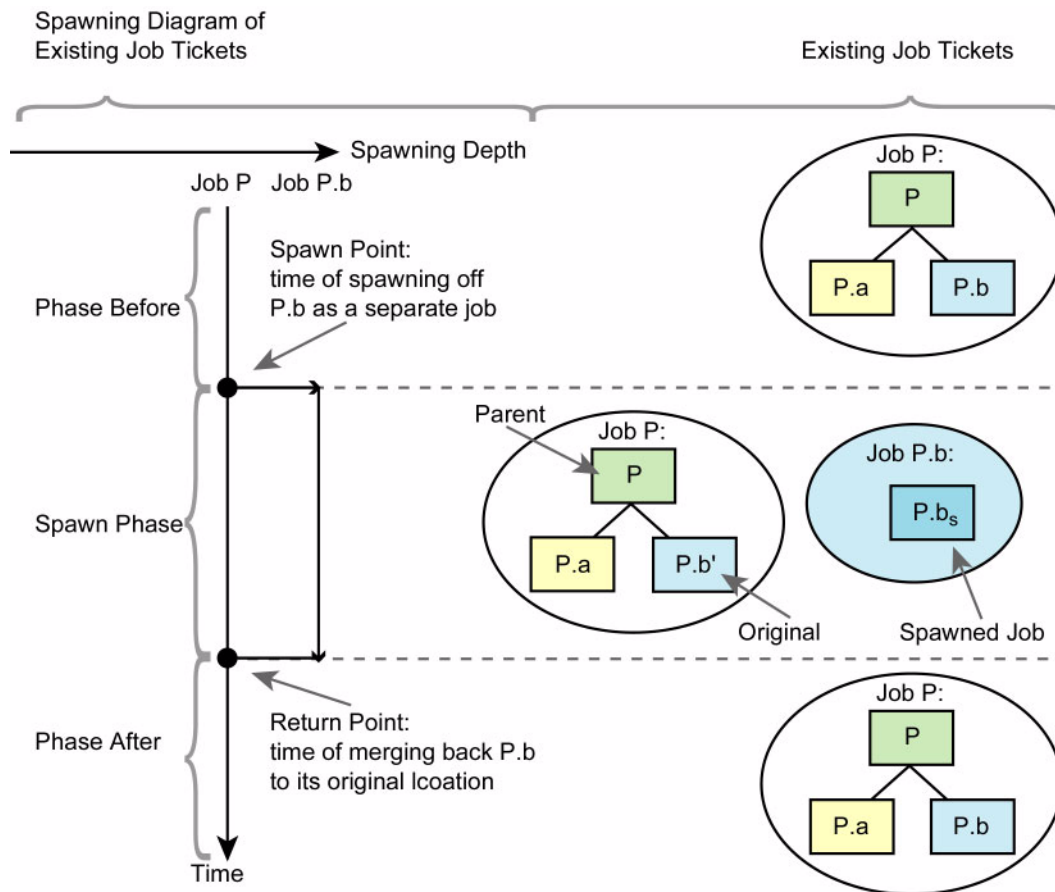 Spawning Diagram of
Existing Job Tickets
Existing Job Tickets
Spawning Depth
Job P
Job P.b
Job P:
P
P.a
P.b
Phase Before
Spawn Point:
time of spawning off
P.b as a separate job
Parent
Job P:
P
P.a
P.b'
Original
Job P.b:
P.bs
Spawned Job
Spawn Phase
Phase After
Return Point:
time of merging back P.b
to its original lcoation
Job P:
P
P.a
P.b
Time